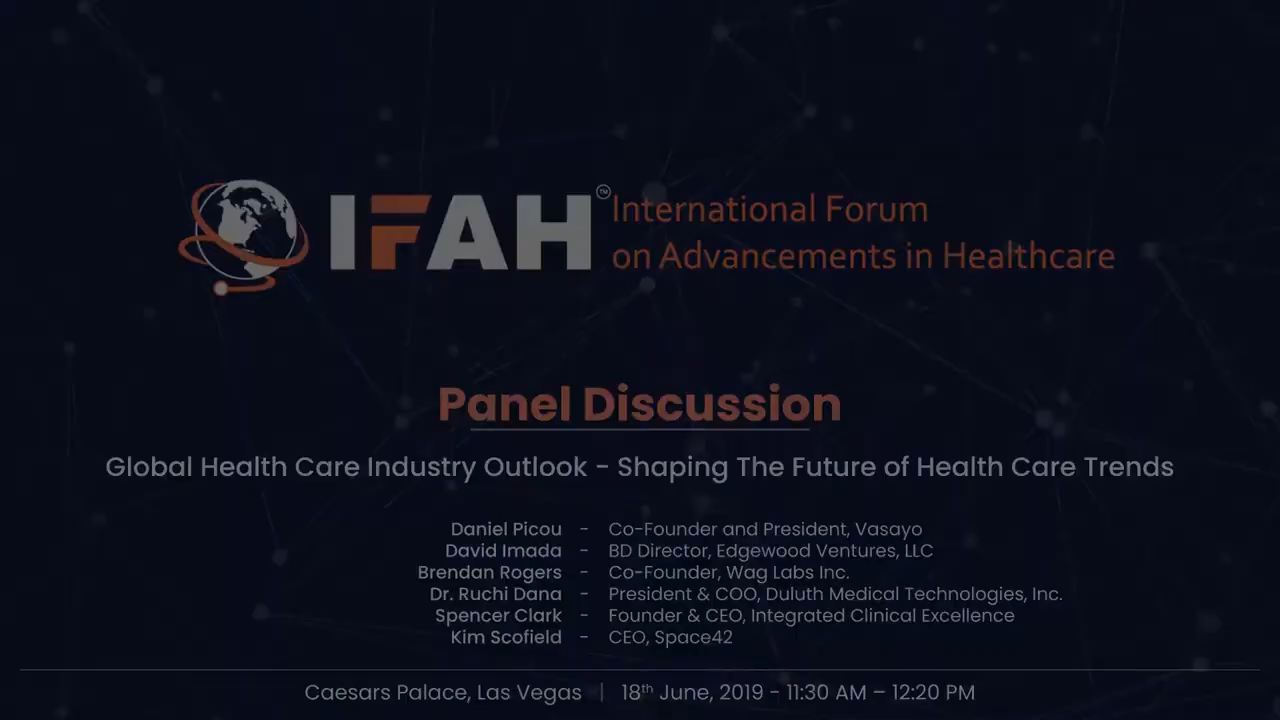 IFAH™ International Forum
on Advancements in Healthcare
Panel Discussion
Global Health Care Industry Outlook - Shaping The Future of Health Care Trends
Daniel Picou - Co-Founder and President, Vasayo
David Imada - BD Director, Edgewood Ventures, LLC
Brendan Rogers - Co-Founder, Wag Labs Inc.
Dr. Ruchi Dana - President & COO, Duluth Medical Technologies, Inc.
Spencer Clark - Founder & CEO, Integrated Clinical Excellence
Kim Scofield - CEO, Space42
Caesars Palace, Las Vegas | 18th June, 2019 - 11:30 AM – 12:20 PM